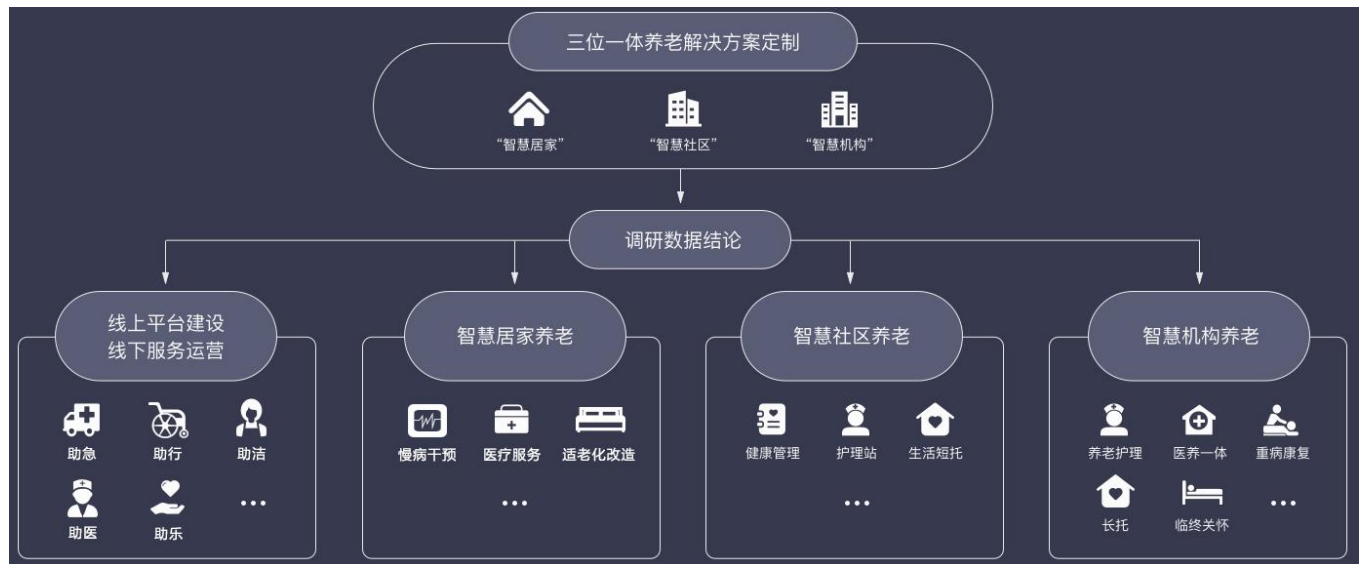 三位一体养老解决方案定制
“智慧居家”
“智慧社区”
“智慧机构”
调研数据结论
线上平台建设
线下服务运营
助急
助行
助洁
助医
助乐
...
智慧居家养老
慢病干预
医疗服务
适老化改造
...
智慧社区养老
健康管理
护理站
生活短托
...
智慧机构养老
养老护理
医养一体
重病康复
长托
临终关怀
...